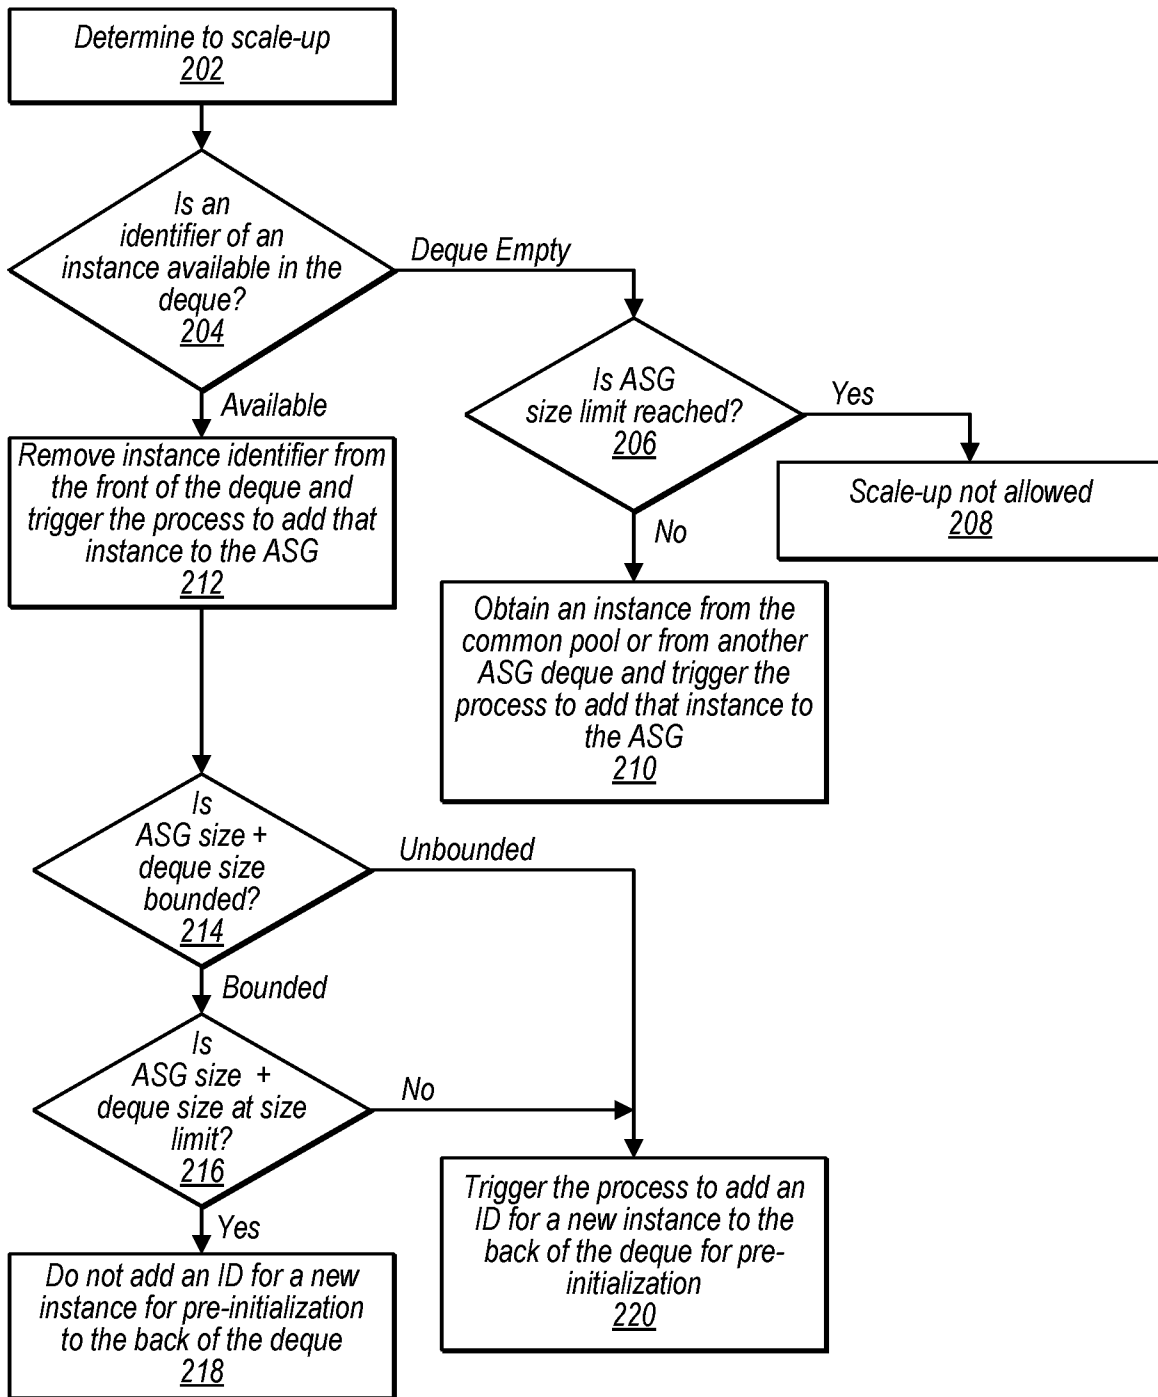 Determine to scale-up
202
Is an
identifier of an
instance available in the
deque?
204
Deque Empty
Available
Is ASG
size limit reached?
206
Yes
No
Scale-up not allowed
208
Remove instance identifier from
the front of the deque and
trigger the process to add that
instance to the ASG
212
Obtain an instance from the
common pool or from another
ASG deque and trigger the
process to add that instance to
the ASG
210
Is
ASG size +
deque size
bounded?
214
Unbounded
Bounded
Is
ASG size +
deque size at size
limit?
216
No
Yes
Trigger the process to add an
ID for a new instance to the
back of the deque for pre-
initialization
220
Do not add an ID for a new
instance for pre-initialization
to the back of the deque
218